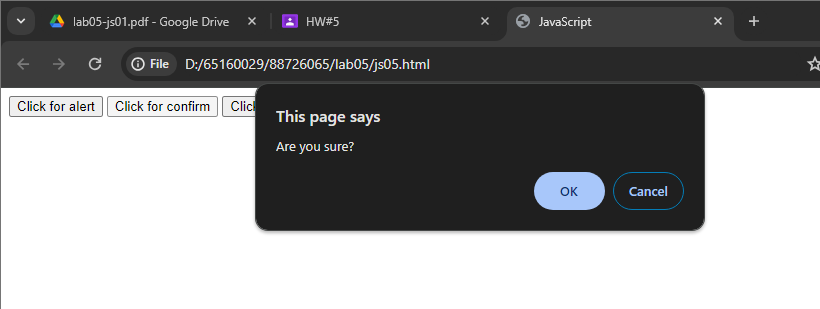 lab05-js01.pdf - Google Drive
HW#5
JavaScript
File
D:/65160029/88726065/lab05/js05.html
Click for alert
Click for confirm
This page says
Are you sure?
OK
Cancel